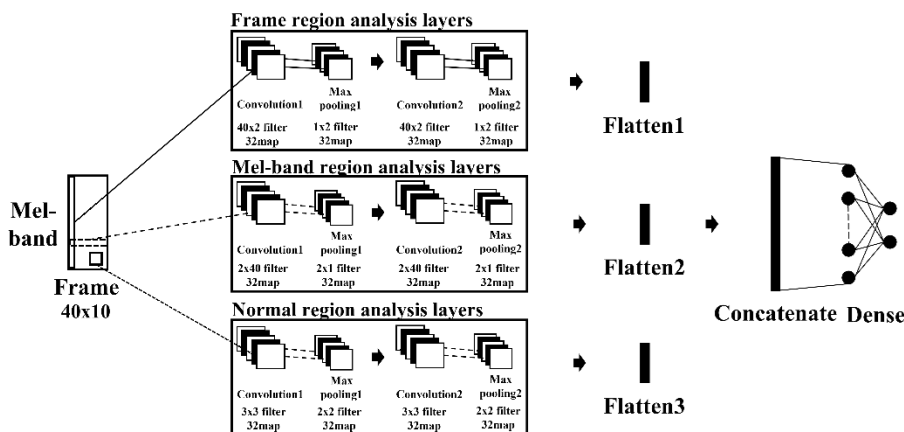 Frame region analysis layers
Convolution1
Max
pooling1
Convolution2
Max
pooling2
40x2 filter
32map
1x2 filter
32map
40x2 filter
32map
1x2 filter
32map
Flatten1
Mel-band region analysis layers
Convolution1
Max
pooling1
Convolution2
Max
pooling2
2x40 filter
32map
2x1 filter
32map
2x40 filter
32map
2x1 filter
32map
Flatten2
Mel-
band
Frame
40x10
Normal region analysis layers
Convolution1
Max
pooling1
Convolution2
Max
pooling2
3x3 filter
32map
2x2 filter
32map
3x3 filter
32map
2x2 filter
32map
Flatten3
Concatenate
Dense